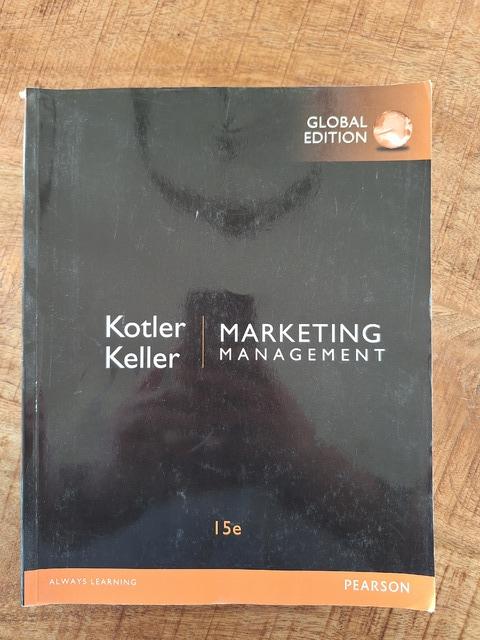 GLOBAL
EDITION
Kotler
Keller
MARKETING
MANAGEMENT
15e
ALWAYS LEARNING
PEARSON